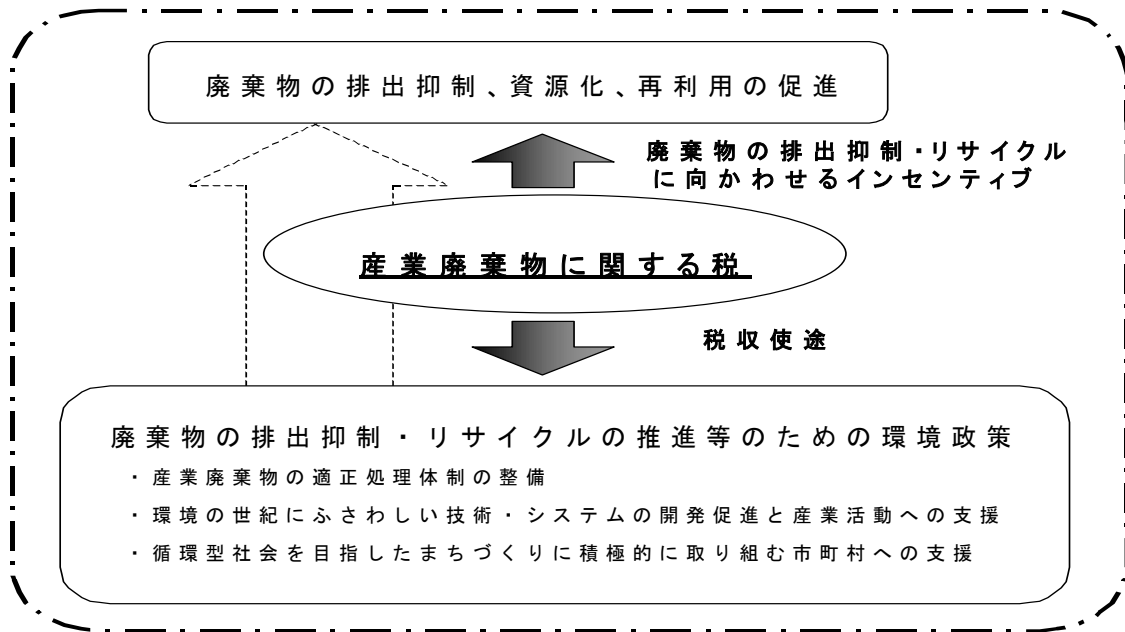 廃棄物の排出抑制、資源化、再利用の促進
廃棄物の排出抑制・リサイクル
に向かわせるインセンティブ
産業廃棄物に関する税
税収使途
廃棄物の排出抑制・リサイクルの推進等のための環境政策
・産業廃棄物の適正処理体制の整備
・環境の世紀にふさわしい技術・システムの開発促進と産業活動への支援
・循環型社会を目指したまちづくりに積極的に取り組む市町村への支援